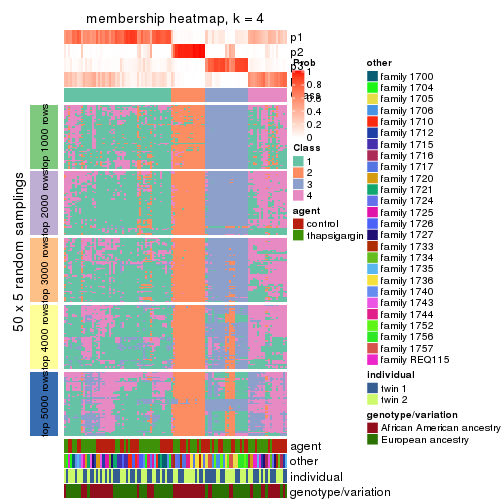 membership heatmap, k = 4
p1
p2
p3
Prob
1
0.8
0.6
0.4
0.2
0
Class
1
2
3
4
agent
control
thapsigargin
other
family 1700
family 1704
family 1705
family 1706
family 1710
family 1712
family 1715
family 1716
family 1717
family 1720
family 1721
family 1724
family 1725
family 1726
family 1727
family 1733
family 1734
family 1735
family 1736
family 1740
family 1743
family 1744
family 1752
family 1756
family 1757
family REQ115
individual
twin 1
twin 2
genotype/variation
African American ancestry
European ancestry
50 x 5 random samplings
top 1000 rows
top 2000 rows
top 3000 rows
top 4000 rows
top 5000 rows
agent
other
individual
genotype/variation